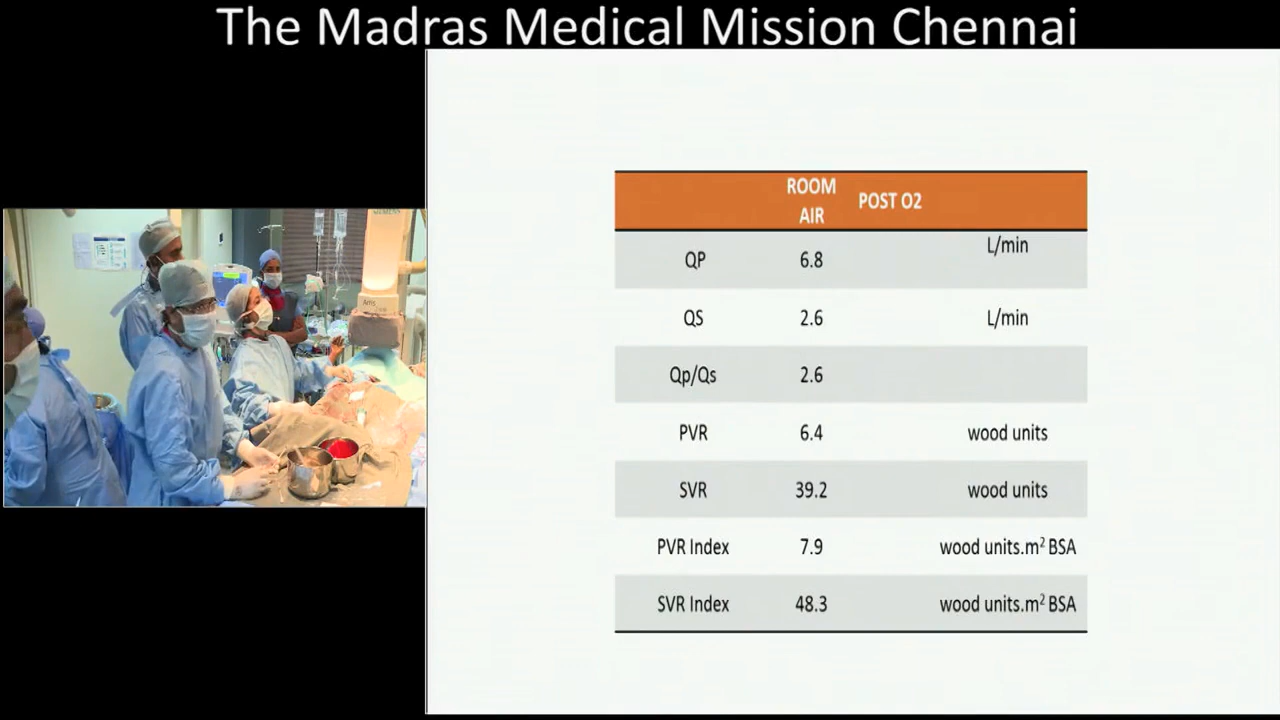 The Madras Medical Mission Chennai
ROOM AIR POST O2
QP 6.8 L/min
QS 2.6 L/min
Qp/Qs 2.6
PVR 6.4 wood units
SVR 39.2 wood units
PVR Index 7.9 wood units.m² BSA
SVR Index 48.3 wood units.m² BSA